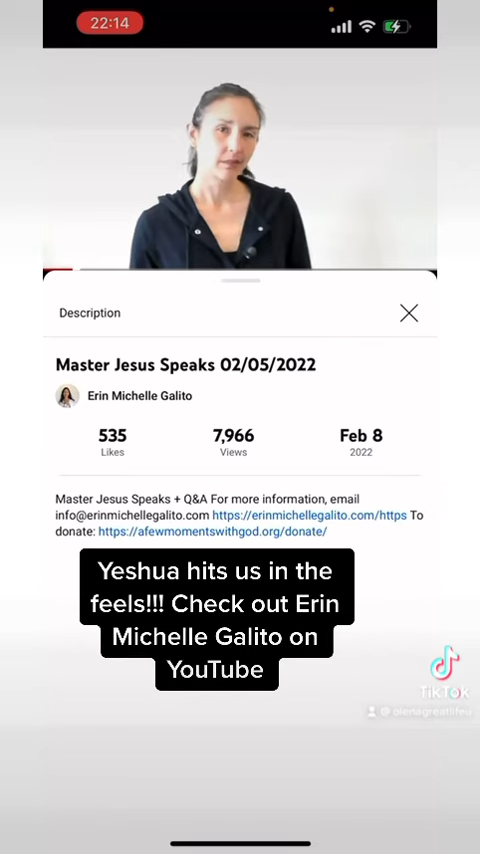 22:14
Description
Master Jesus Speaks 02/05/2022
Erin Michelle Galito
535 7,966 Feb 8
Likes Views 2022
Master Jesus Speaks + Q&A For more information, email
info@erinmichellegalito.com https://erinmichellegalito.com/https To
donate: https://afewmomentswithgod.org/donate/
Yeshua hits us in the
feels!!! Check out Erin
Michelle Galito on
YouTube
TikTok